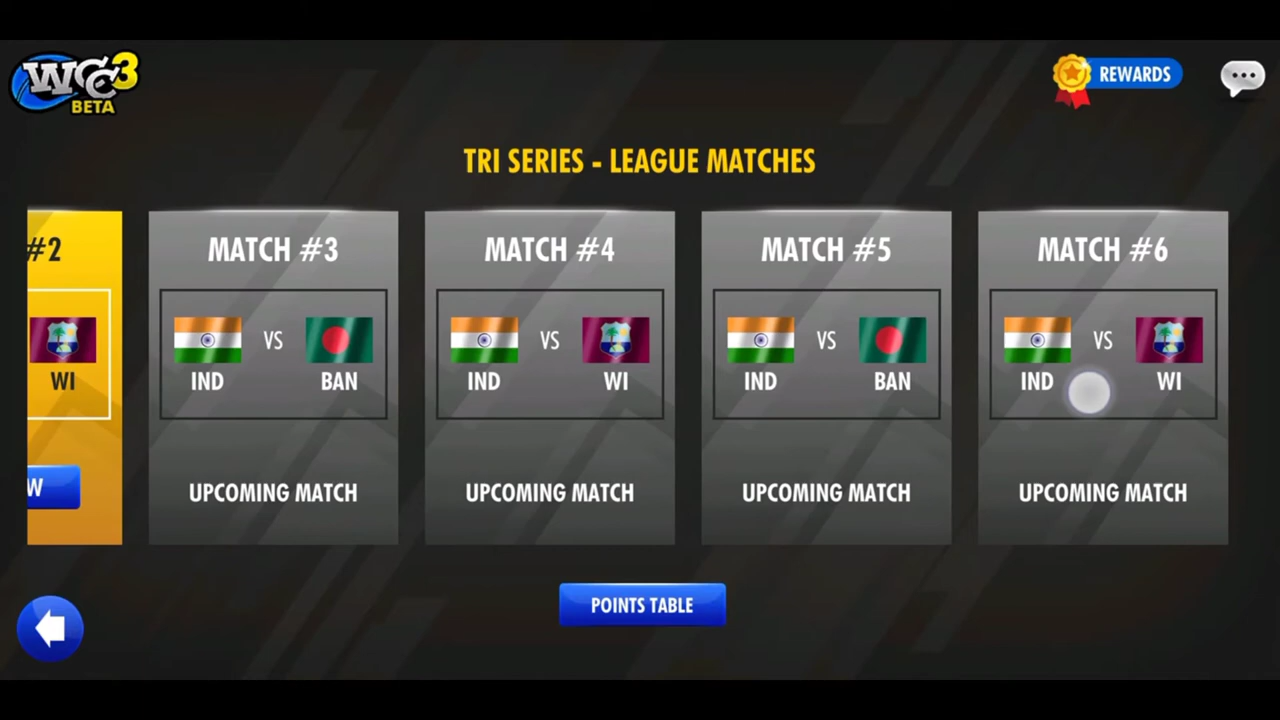 WCC3
BETA
REWARDS
TRI SERIES - LEAGUE MATCHES
#2
WI
W
MATCH #3
IND VS BAN
UPCOMING MATCH
MATCH #4
IND VS WI
UPCOMING MATCH
MATCH #5
IND VS BAN
UPCOMING MATCH
MATCH #6
IND VS WI
UPCOMING MATCH
POINTS TABLE